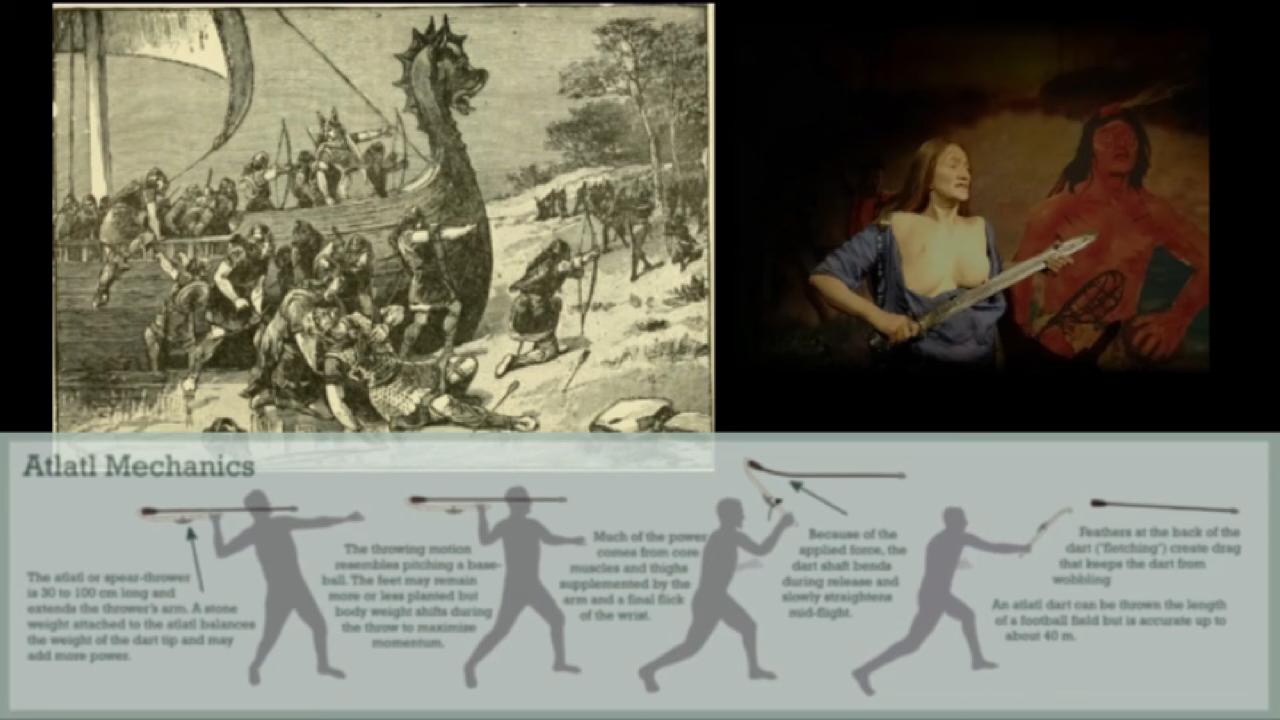 Atlatl Mechanics
The atlatl or spear-thrower
is 30 to 100 cm long and
extends the thrower's arm. A stone
weight attached to the atlatl balances
the weight of the dart tip and may
add more power.
The throwing motion
resembles pitching a base-
ball. The feet may remain
more or less planted but
body weight shifts during
the throw to maximize
momentum.
Much of the power
comes from core
muscles and thighs
supplemented by the
arm and a final flick
of the wrist.
Because of the
applied force, the
dart shaft bends
during release and
slowly straightens
mid-flight.
Feathers at the back of the
dart ("fletching") create drag
that keeps the dart from
wobbling
An atlatl dart can be thrown the length
of a football field but is accurate up to
about 40 m.